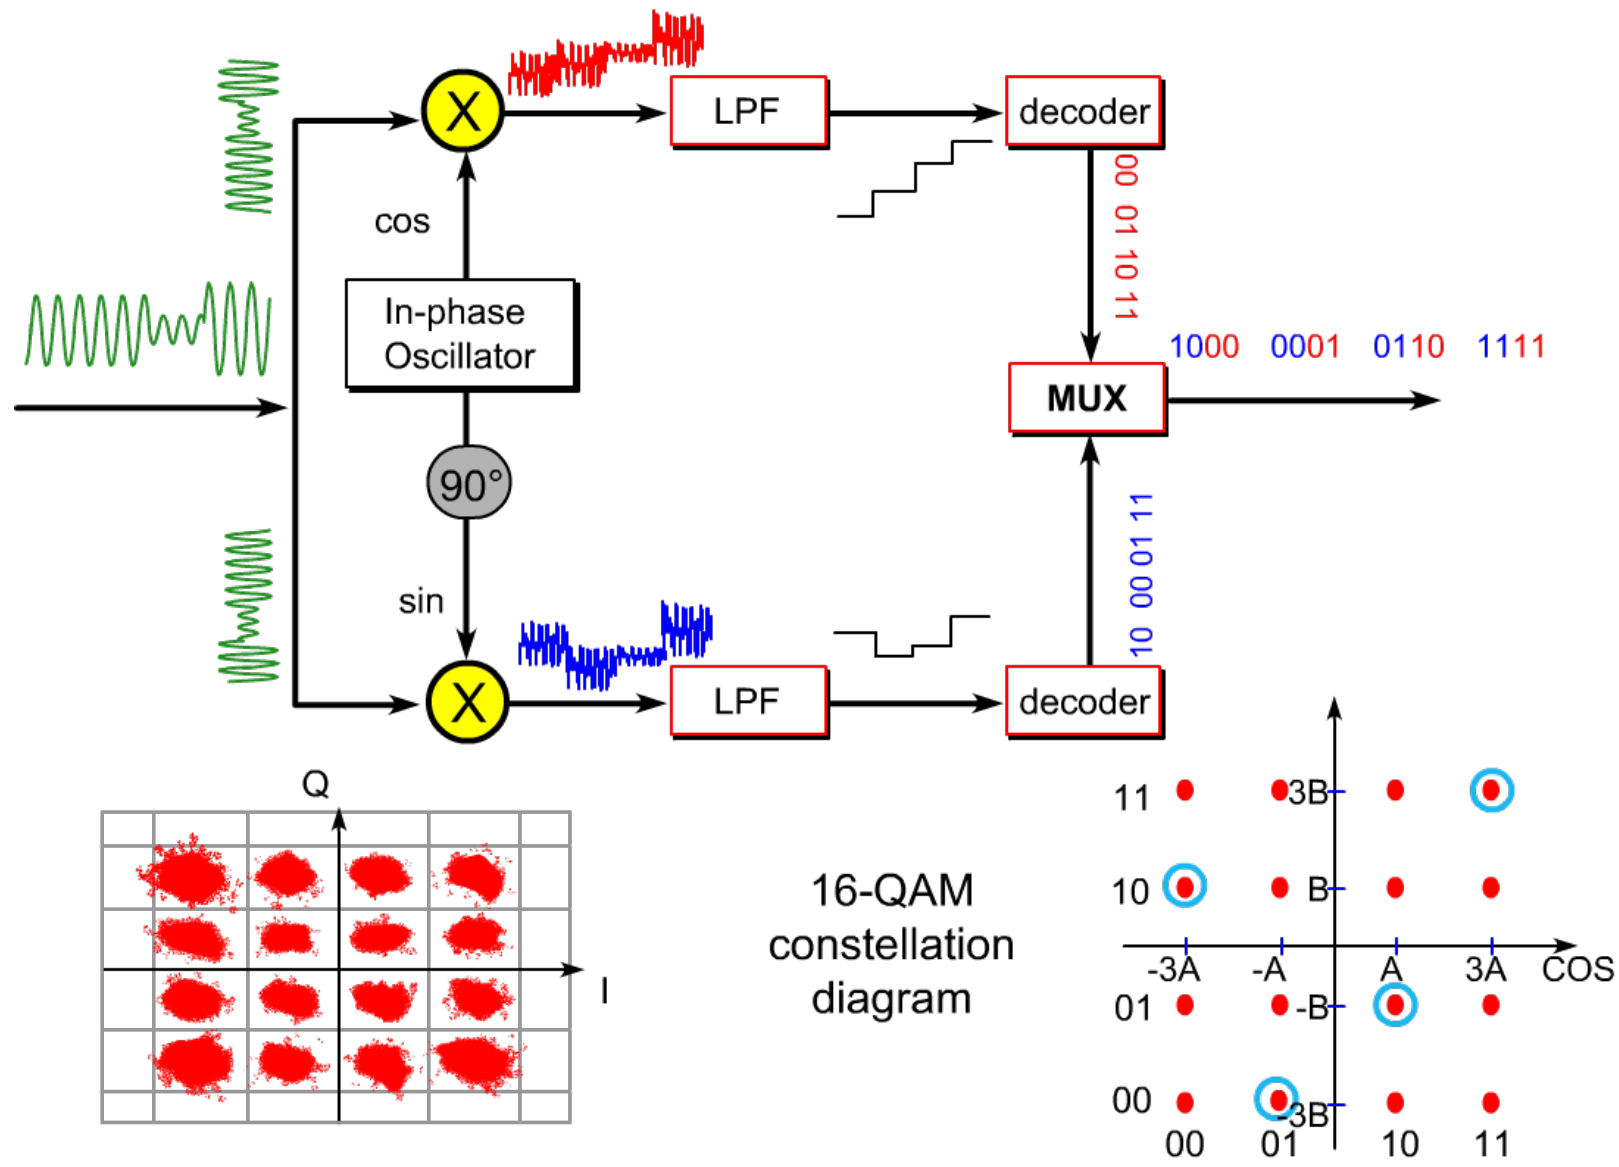 X
LPF
decoder
cos
In-phase
Oscillator
00 01 10 11
1000 0001 0110 1111
MUX
90°
10 00 01 11
sin
X
LPF
decoder
Q
I
16-QAM
constellation
diagram
11
3B
10
B
-3A
-A
A
3A
COS
01
-B
00
-3B
00
01
10
11